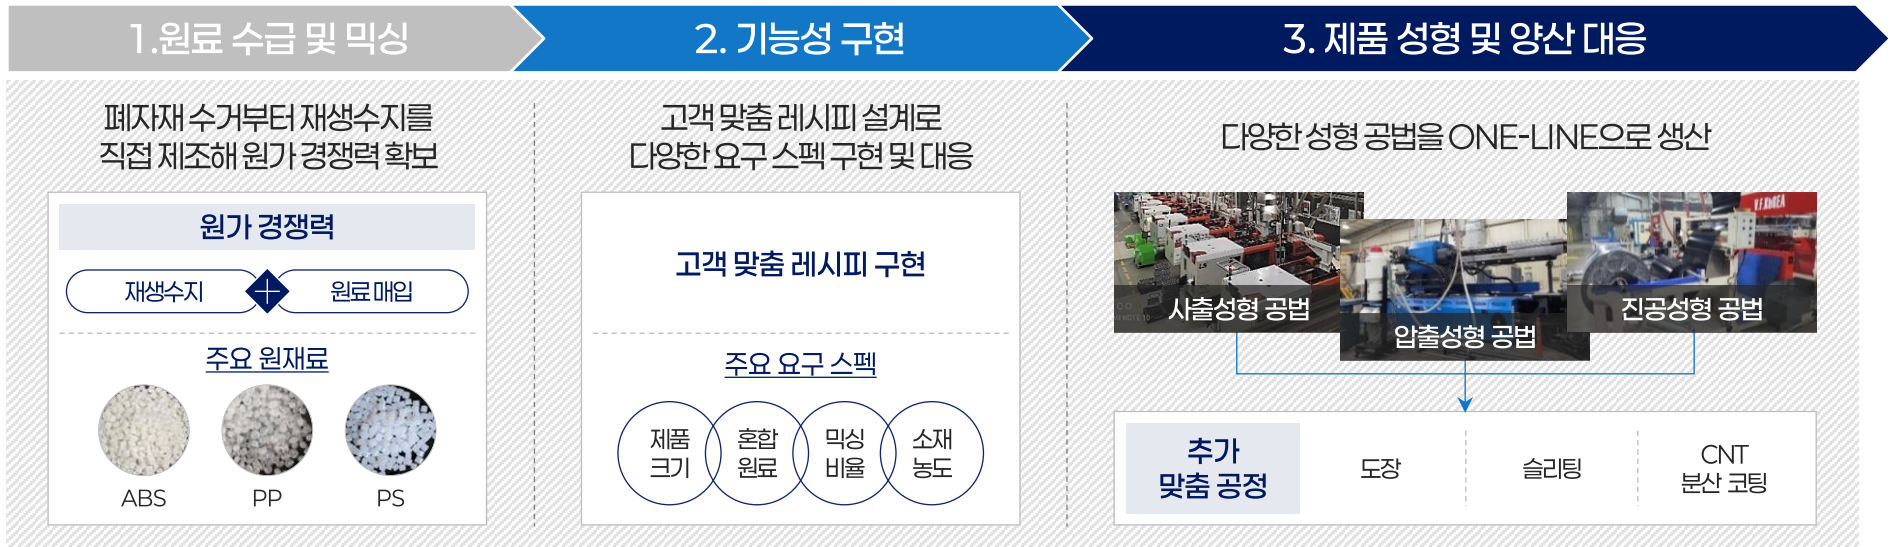 1.원료 수급 및 믹싱
2. 기능성 구현
3. 제품 성형 및 양산 대응
폐자재 수거부터 재생수지를
직접 제조해 원가 경쟁력 확보
원가 경쟁력
재생수지
원료 매입
주요 원재료
ABS
PP
PS
고객 맞춤 레시피 설계로
다양한 요구 스펙 구현 및 대응
고객 맞춤 레시피 구현
주요 요구 스펙
제품
크기
혼합
원료
믹싱
비율
소재
농도
다양한 성형 공법을 ONE-LINE으로 생산
V.F.KOREA
사출성형 공법
압출성형 공법
진공성형 공법
추가
맞춤 공정
도장
슬리팅
CNT
분산 코팅